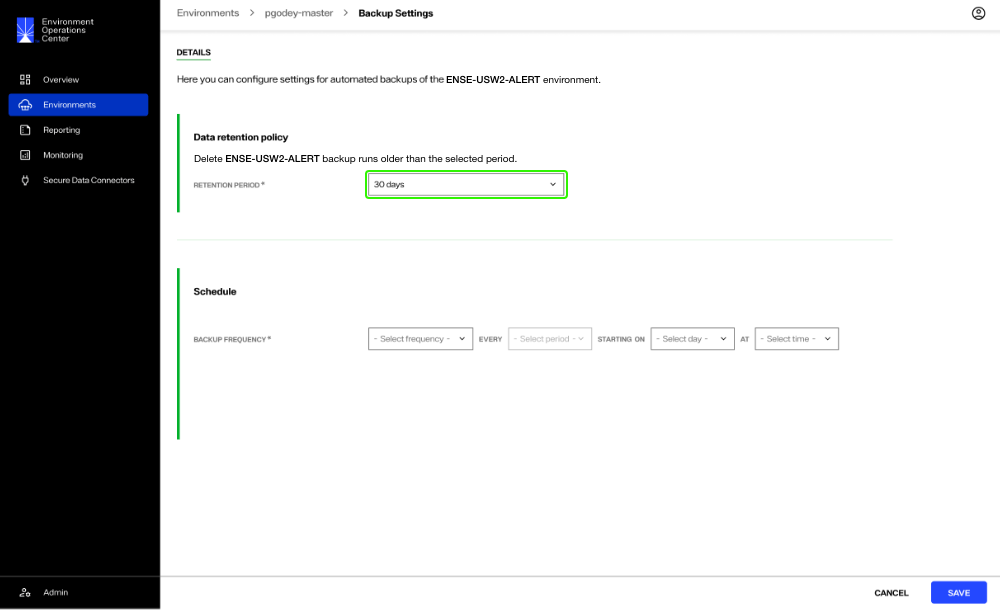 Environment
Operations
Center
Overview
Environments
Reporting
Monitoring
Secure Data Connectors
Admin
Environments > pgodey-master > Backup Settings
DETAILS
Here you can configure settings for automated backups of the ENSE-USW2-ALERT environment.
Data retention policy
Delete ENSE-USW2-ALERT backup runs older than the selected period.
RETENTION PERIOD * 30 days
Schedule
BACKUP FREQUENCY * - Select frequency - EVERY - Select period - STARTING ON - Select day - AT - Select time -
CANCEL SAVE